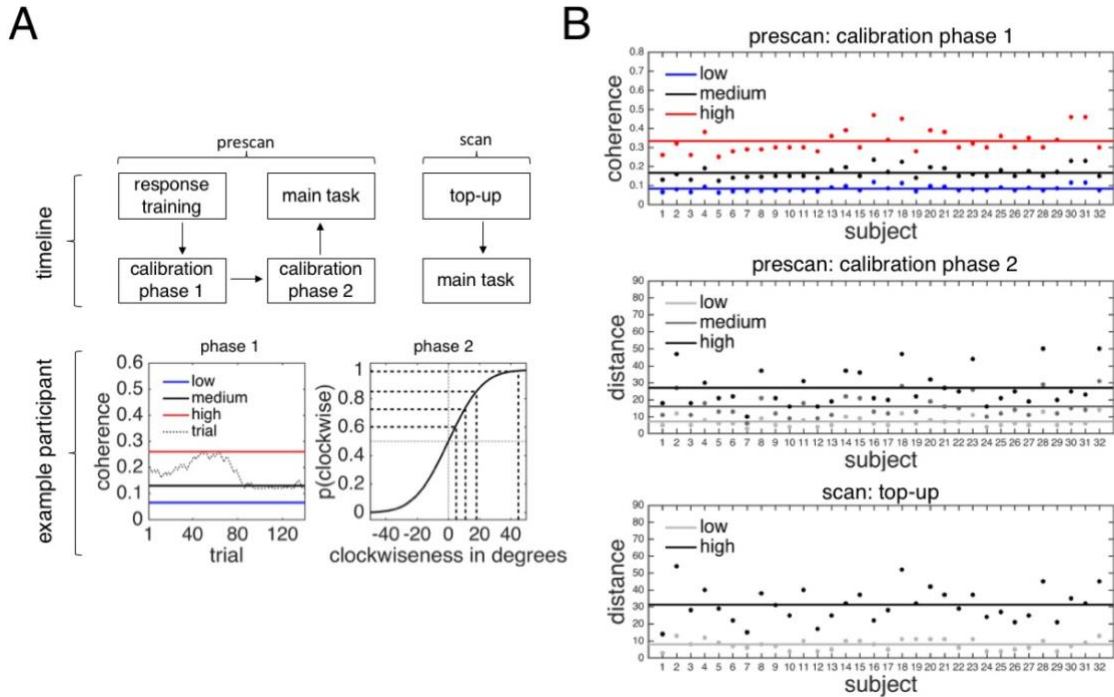 A
prescan
scan
timeline
response
training
main task
top-up
calibration
phase 1
calibration
phase 2
main task
example participant
phase 1
0.6
0.5
0.4
0.3
0.2
0.1
0
low
medium
high
trial
coherence
1 40 80 120
trial
phase 2
1
0.8
0.6
0.4
0.2
0
p(clockwise)
-40 -20 0 20 40
clockwiseness in degrees
B
prescan: calibration phase 1
0.8
0.7
0.6
0.5
0.4
0.3
0.2
0.1
0
low
medium
high
coherence
1 2 3 4 5 6 7 8 9 10 11 12 13 14 15 16 17 18 19 20 21 22 23 24 25 26 27 28 29 30 31 32
subject
prescan: calibration phase 2
90
80
70
60
50
40
30
20
10
0
low
medium
high
distance
1 2 3 4 5 6 7 8 9 10 11 12 13 14 15 16 17 18 19 20 21 22 23 24 25 26 27 28 29 30 31 32
subject
scan: top-up
90
80
70
60
50
40
30
20
10
0
low
high
distance
1 2 3 4 5 6 7 8 9 10 11 12 13 14 15 16 17 18 19 20 21 22 23 24 25 26 27 28 29 30 31 32
subject